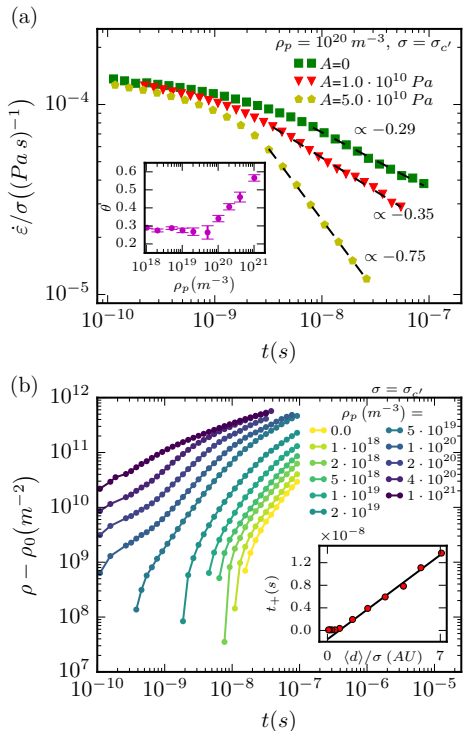 (a)
ρ_p = 10^20 m^−3, σ = σ_c′
A=0
A=1.0 · 10^10 Pa
A=5.0 · 10^10 Pa
10^−4
∝ −0.29
∝ −0.35
∝ −0.75
ε̇/σ((Pa s)^−1)
0.6
0.5
0.4
0.3
0.2
θ′
10^18 10^19 10^20 10^21
ρ_p(m^−3)
10^−5
10^−10 10^−9 10^−8 10^−7
t(s)
(b)
σ = σ_c′
ρ_p (m^−3) =
0.0
1 · 10^18
2 · 10^18
5 · 10^18
1 · 10^19
2 · 10^19
5 · 10^19
1 · 10^20
2 · 10^20
4 · 10^20
1 · 10^21
10^12
10^11
10^10
10^9
10^8
10^7
ρ − ρ_0(m^−2)
×10^−8
1.2
0.8
0.4
0.0
t_+(s)
0 ⟨d⟩/σ (AU) 7
10^−10 10^−9 10^−8 10^−7 10^−6 10^−5
t(s)